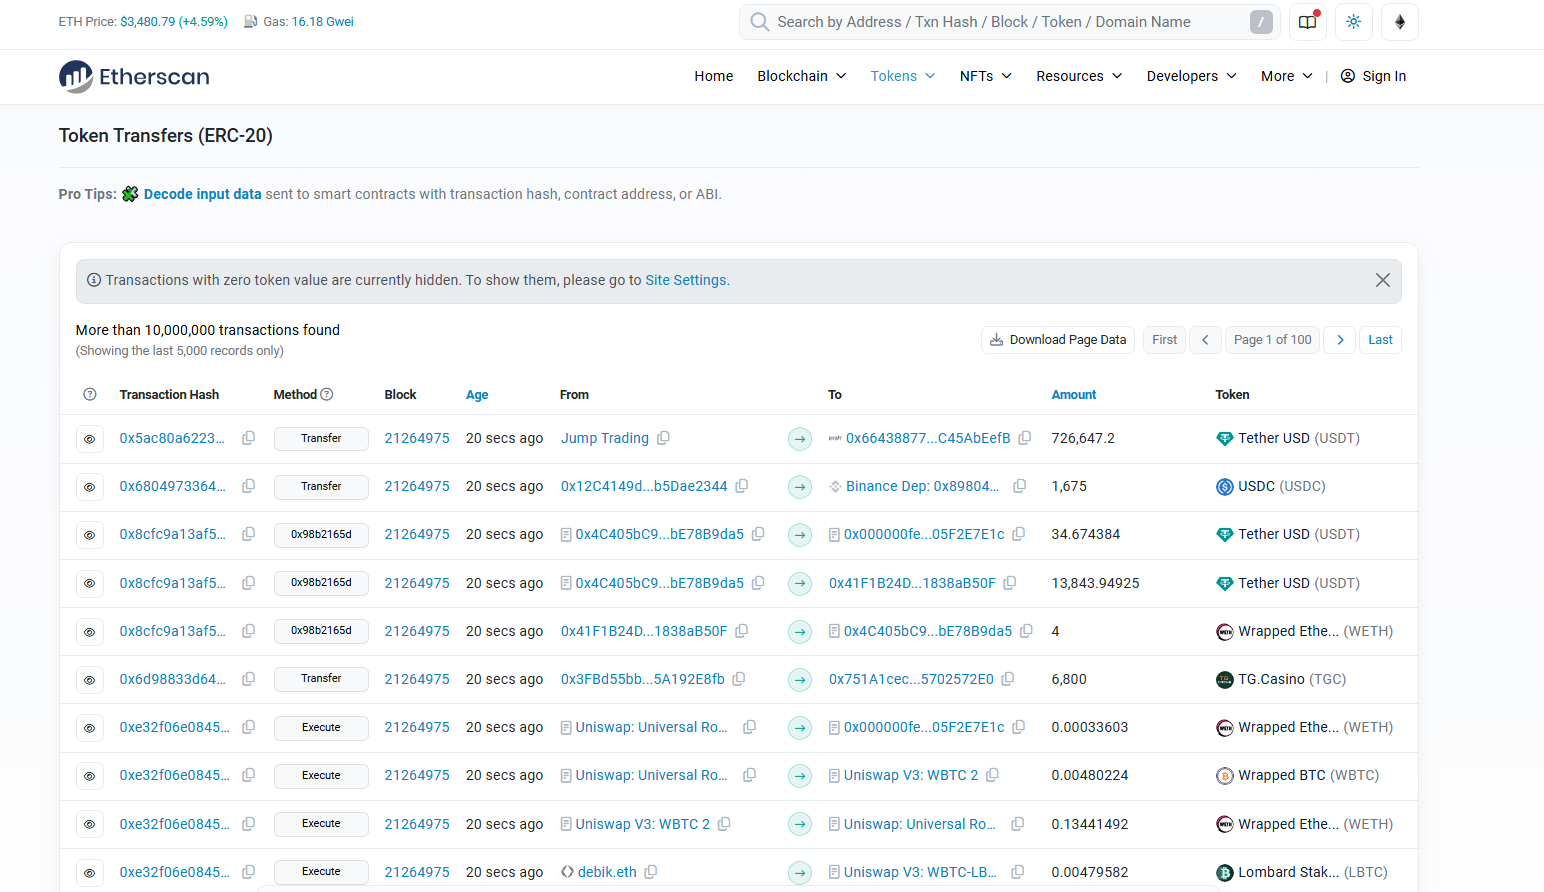 ETH Price: $3,480.79 (+4.59%) Gas: 16.18 Gwei
Search by Address / Txn Hash / Block / Token / Domain Name /
Etherscan
Home Blockchain Tokens NFTs Resources Developers More | Sign In
Token Transfers (ERC-20)
Pro Tips: Decode input data sent to smart contracts with transaction hash, contract address, or ABI.
Transactions with zero token value are currently hidden. To show them, please go to Site Settings.
More than 10,000,000 transactions found
(Showing the last 5,000 records only)
Download Page Data First Page 1 of 100 Last
Transaction Hash Method Block Age From To Amount Token
0x5ac80a6223... Transfer 21264975 20 secs ago Jump Trading 0x66438877...C45AbEefB 726,647.2 Tether USD (USDT)
0x6804973364... Transfer 21264975 20 secs ago 0x12C4149d...b5Dae2344 Binance Dep: 0x89804... 1,675 USDC (USDC)
0x8cfc9a13af5... 0x98b2165d 21264975 20 secs ago 0x4C405bC9...bE78B9da5 0x000000fe...05F2E7E1c 34.674384 Tether USD (USDT)
0x8cfc9a13af5... 0x98b2165d 21264975 20 secs ago 0x4C405bC9...bE78B9da5 0x41F1B24D...1838aB50F 13,843.94925 Tether USD (USDT)
0x8cfc9a13af5... 0x98b2165d 21264975 20 secs ago 0x41F1B24D...1838aB50F 0x4C405bC9...bE78B9da5 4 Wrapped Ethe... (WETH)
0x6d98833d64... Transfer 21264975 20 secs ago 0x3FBd55bb...5A192E8fb 0x751A1cec...5702572E0 6,800 TG.Casino (TGC)
0xe32f06e0845... Execute 21264975 20 secs ago Uniswap: Universal Ro... 0x000000fe...05F2E7E1c 0.00033603 Wrapped Ethe... (WETH)
0xe32f06e0845... Execute 21264975 20 secs ago Uniswap: Universal Ro... Uniswap V3: WBTC 2 0.00480224 Wrapped BTC (WBTC)
0xe32f06e0845... Execute 21264975 20 secs ago Uniswap V3: WBTC 2 Uniswap: Universal Ro... 0.13441492 Wrapped Ethe... (WETH)
0xe32f06e0845... Execute 21264975 20 secs ago debik.eth Uniswap V3: WBTC-LB... 0.00479582 Lombard Stak... (LBTC)